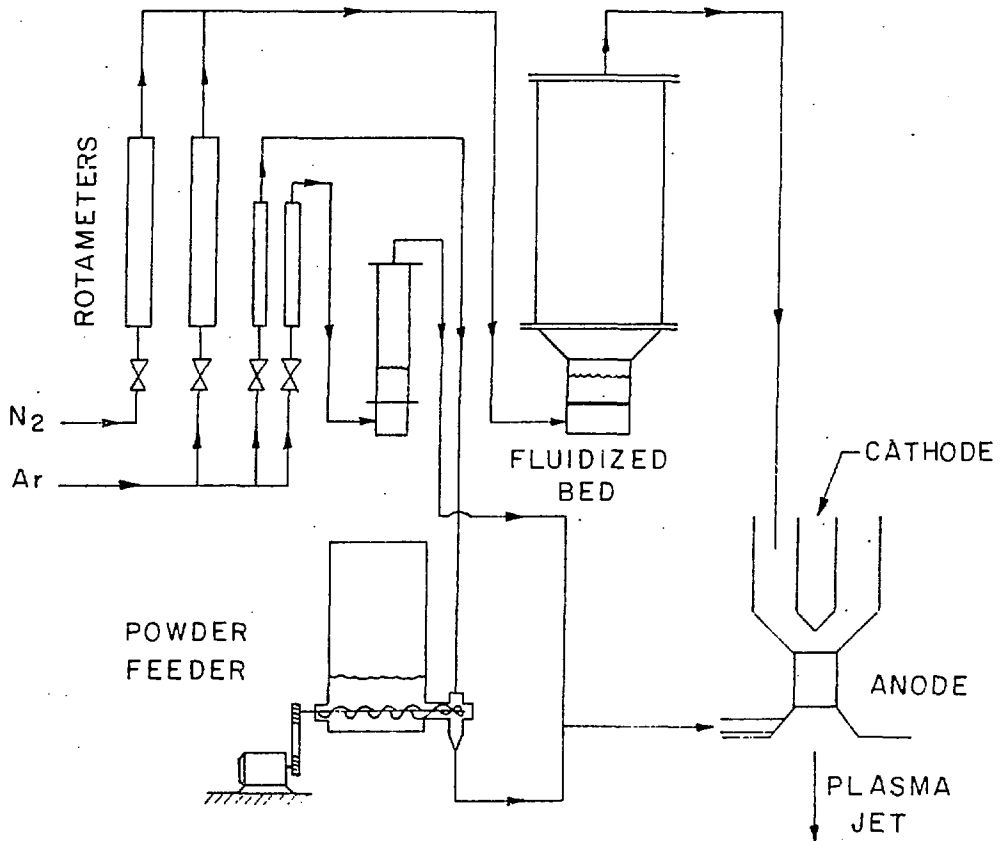 ROTAMETERS
N2
Ar
FLUIDIZED
BED
CATHODE
POWDER
FEEDER
ANODE
PLASMA
JET